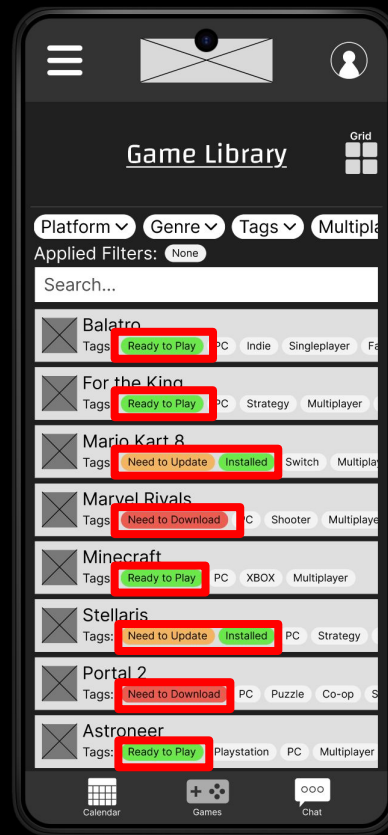 Game Library
Grid
Platform Genre Tags
Applied Filters: None
Search...
Balatro
Tags Ready to Play PC Indie Singleplayer
For the King
Tags Ready to Play PC Strategy Multiplayer
Mario Kart 8
Tags Need to Update Installed Switch
Marvel Rivals
Tags Need to Download Shooter
Minecraft
Tags Ready to Play PC XBOX Multiplayer
Stellaris
Tags: Need to Update Installed PC Strategy
Portal 2
Tags: Need to Download PC Puzzle Co-op
Astroneer
Tags: Ready to Play Playstation PC Multiplayer
Calendar Games Chat